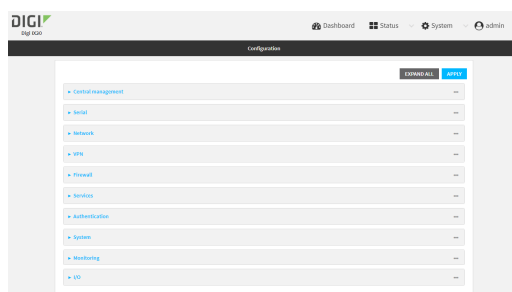 DIGI
Digi IX20
Dashboard
Status
System
admin
Configuration
EXPAND ALL
APPLY
Central management
Serial
Network
VPN
Firewall
Services
Authentication
System
Monitoring
I/O